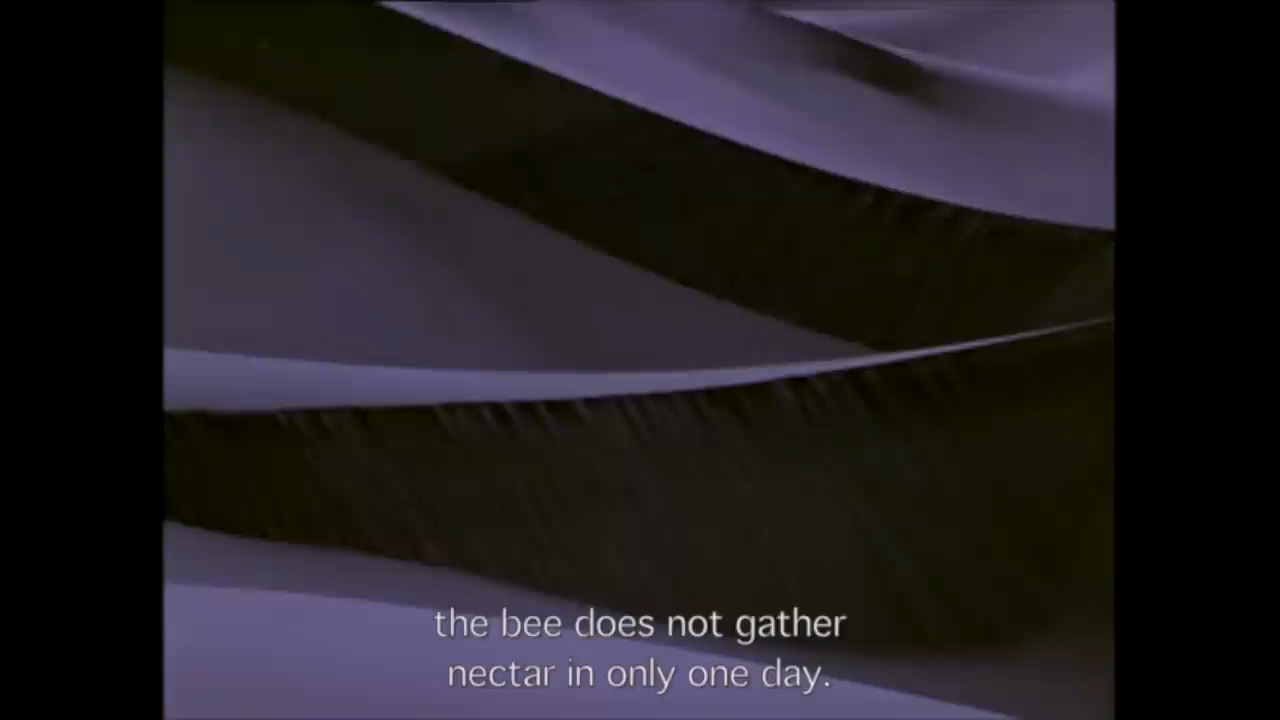 the bee does not gather
nectar in only one day.